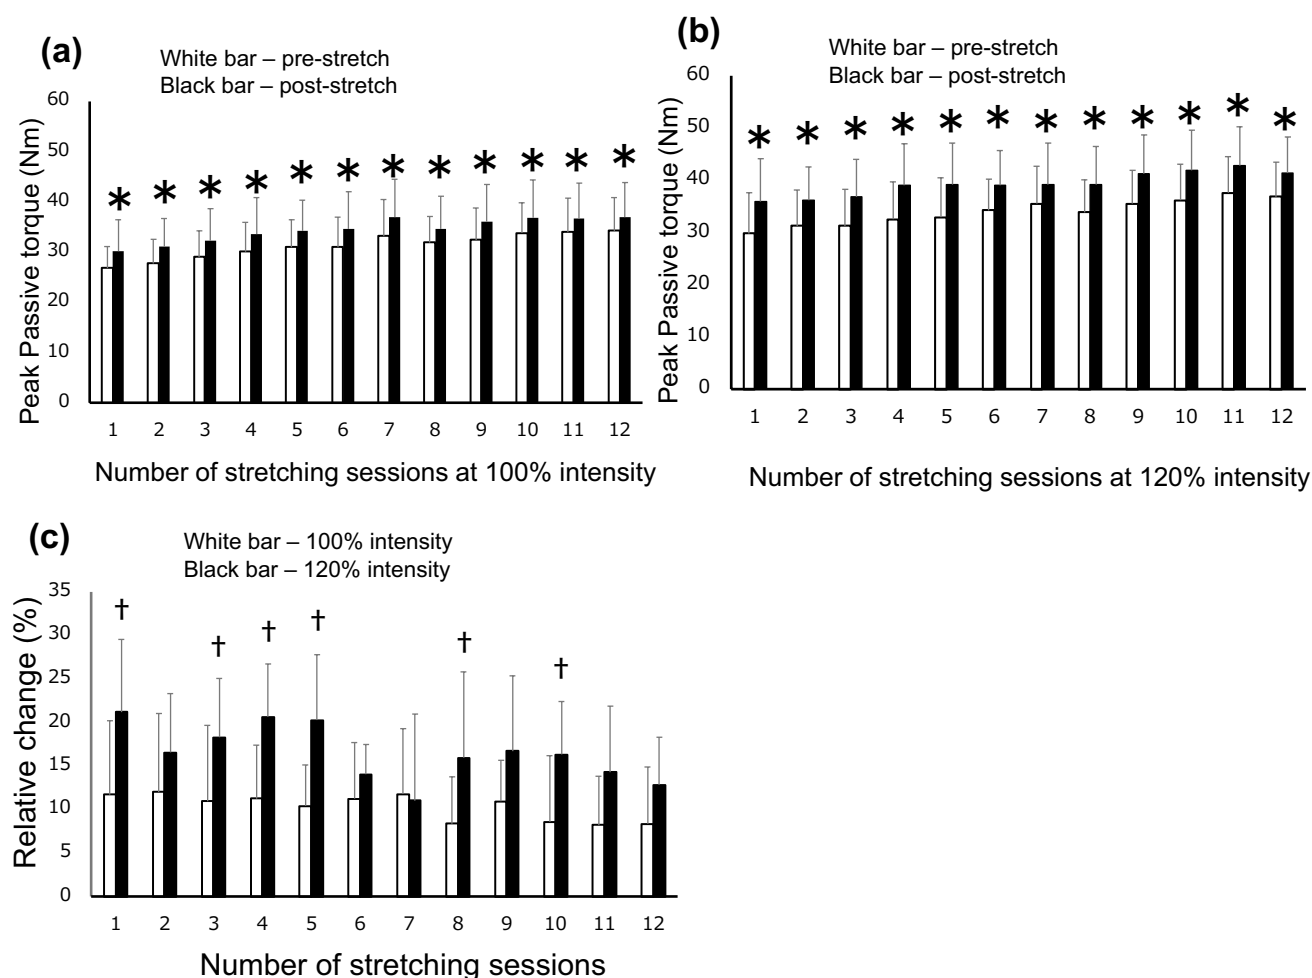 (a)
White bar – pre-stretch
Black bar – post-stretch
Peak Passive torque (Nm)
60
50
40
30
20
10
0
* * * * * * * * * * * *
1 2 3 4 5 6 7 8 9 10 11 12
Number of stretching sessions at 100% intensity
(b)
White bar – pre-stretch
Black bar – post-stretch
Peak Passive torque (Nm)
60
50
40
30
20
10
0
* * * * * * * * * * * *
1 2 3 4 5 6 7 8 9 10 11 12
Number of stretching sessions at 120% intensity
(c)
White bar – 100% intensity
Black bar – 120% intensity
Relative change (%)
35
30
25
20
15
10
5
0
† † † † † †
1 2 3 4 5 6 7 8 9 10 11 12
Number of stretching sessions